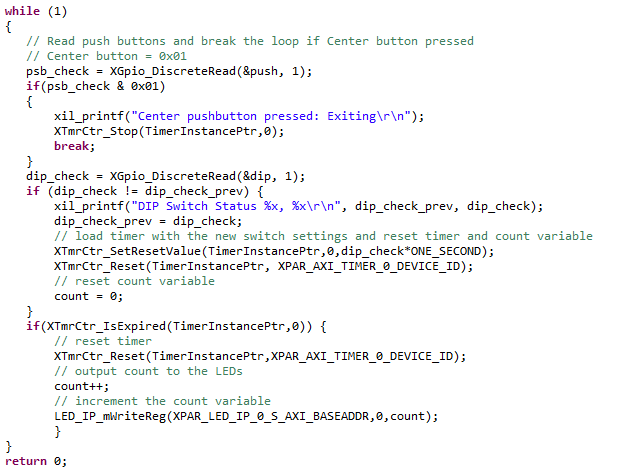 while (1)
{
// Read push buttons and break the loop if Center button pressed
// Center button = 0x01
psb_check = XGpio_DiscreteRead(&push, 1);
if(psb_check & 0x01)
{
xil_printf("Center pushbutton pressed: Exiting\r\n");
XTmrCtr_Stop(TimerInstancePtr,0);
break;
}
dip_check = XGpio_DiscreteRead(&dip, 1);
if (dip_check != dip_check_prev) {
xil_printf("DIP Switch Status %x, %x\r\n", dip_check_prev, dip_check);
dip_check_prev = dip_check;
// load timer with the new switch settings and reset timer and count variable
XTmrCtr_SetResetValue(TimerInstancePtr,0,dip_check*ONE_SECOND);
XTmrCtr_Reset(TimerInstancePtr, XPAR_AXI_TIMER_0_DEVICE_ID);
// reset count variable
count = 0;
}
if(XTmrCtr_IsExpired(TimerInstancePtr,0)) {
// reset timer
XTmrCtr_Reset(TimerInstancePtr,XPAR_AXI_TIMER_0_DEVICE_ID);
// output count to the LEDs
count++;
// increment the count variable
LED_IP_mWriteReg(XPAR_LED_IP_0_S_AXI_BASEADDR,0,count);
}
}
return 0;